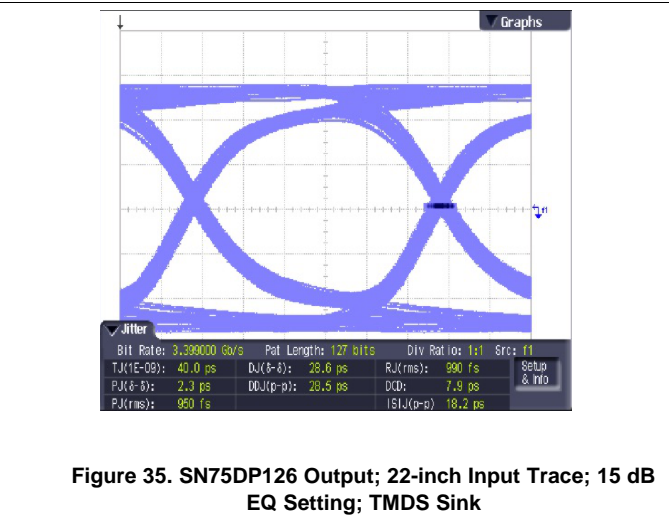 Graphs
f1
Jitter
Bit Rate: 3.399000 Gb/s Pat Length: 127 bits Div Ratio: 1:1 Src: f1
TJ(1E-09): 40.0 ps DJ(δ-δ): 28.6 ps RJ(rms): 990 fs Setup & Info
PJ(δ-δ): 2.3 ps DDJ(p-p): 28.5 ps DCD: 7.9 ps
PJ(rms): 950 fs ISIJ(p-p) 18.2 ps
Figure 35. SN75DP126 Output; 22-inch Input Trace; 15 dB
EQ Setting; TMDS Sink